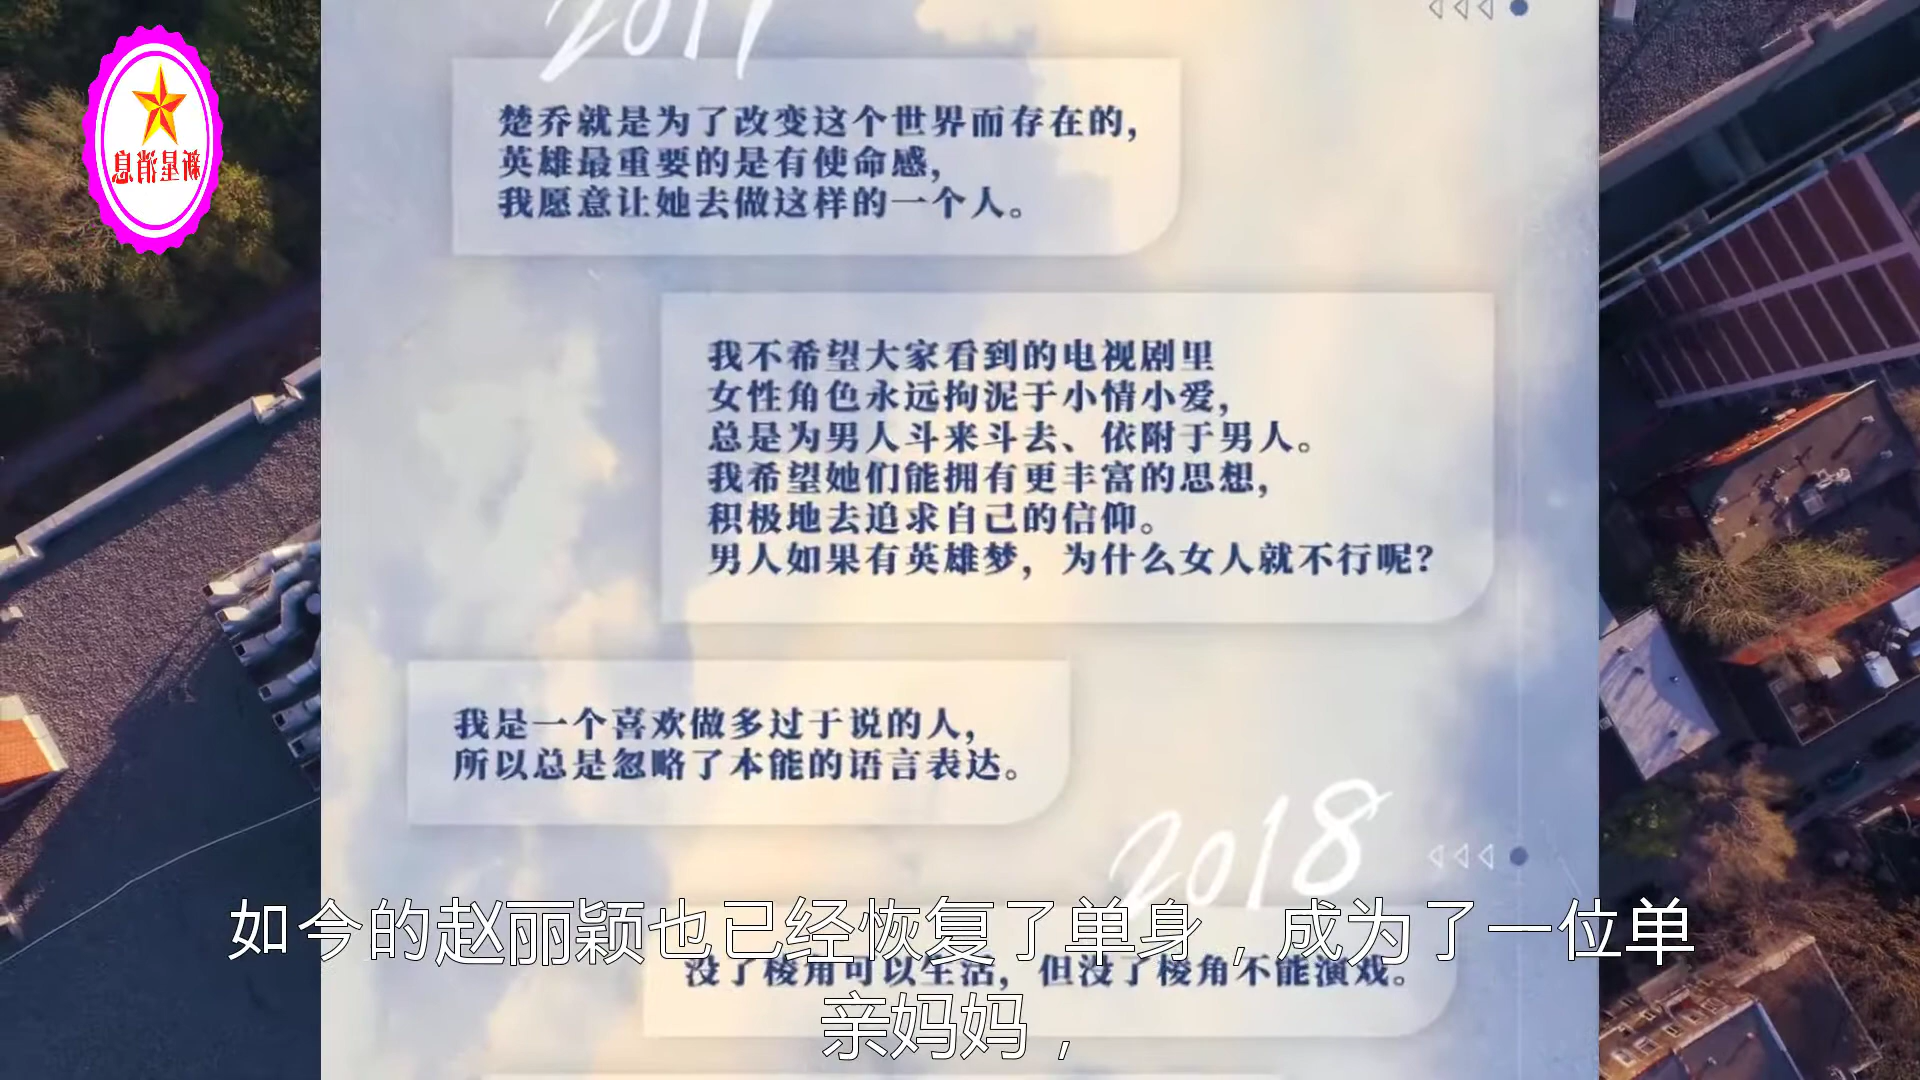 2017
新星消息
楚乔就是为了改变这个世界而存在的，
英雄最重要的是有使命感，
我愿意让她去做这样的一个人。
我不希望大家看到的电视剧里
女性角色永远拘泥于小情小爱，
总是为男人斗来斗去、依附于男人。
我希望她们能拥有更丰富的思想，
积极地去追求自己的信仰。
男人如果有英雄梦，为什么女人就不行呢？
我是一个喜欢做多过于说的人，
所以总是忽略了本能的语言表达。
2018
没了棱角可以生活，但没了棱角不能演戏。
如今的赵丽颖也已经恢复了单身，成为了一位单
亲妈妈，